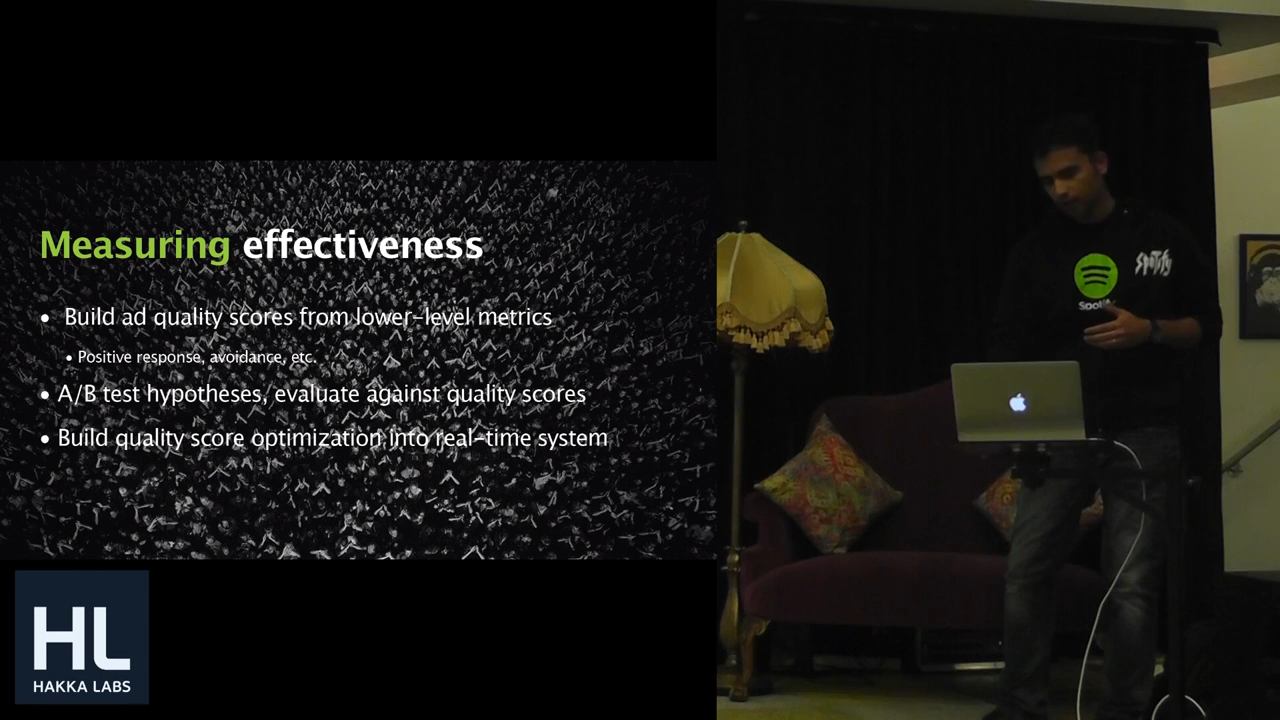 Measuring effectiveness
• Build ad quality scores from lower-level metrics
• Positive response, avoidance, etc.
• A/B test hypotheses, evaluate against quality scores
• Build quality score optimization into real-time system
HL
HAKKA LABS
Spotify
Spotify